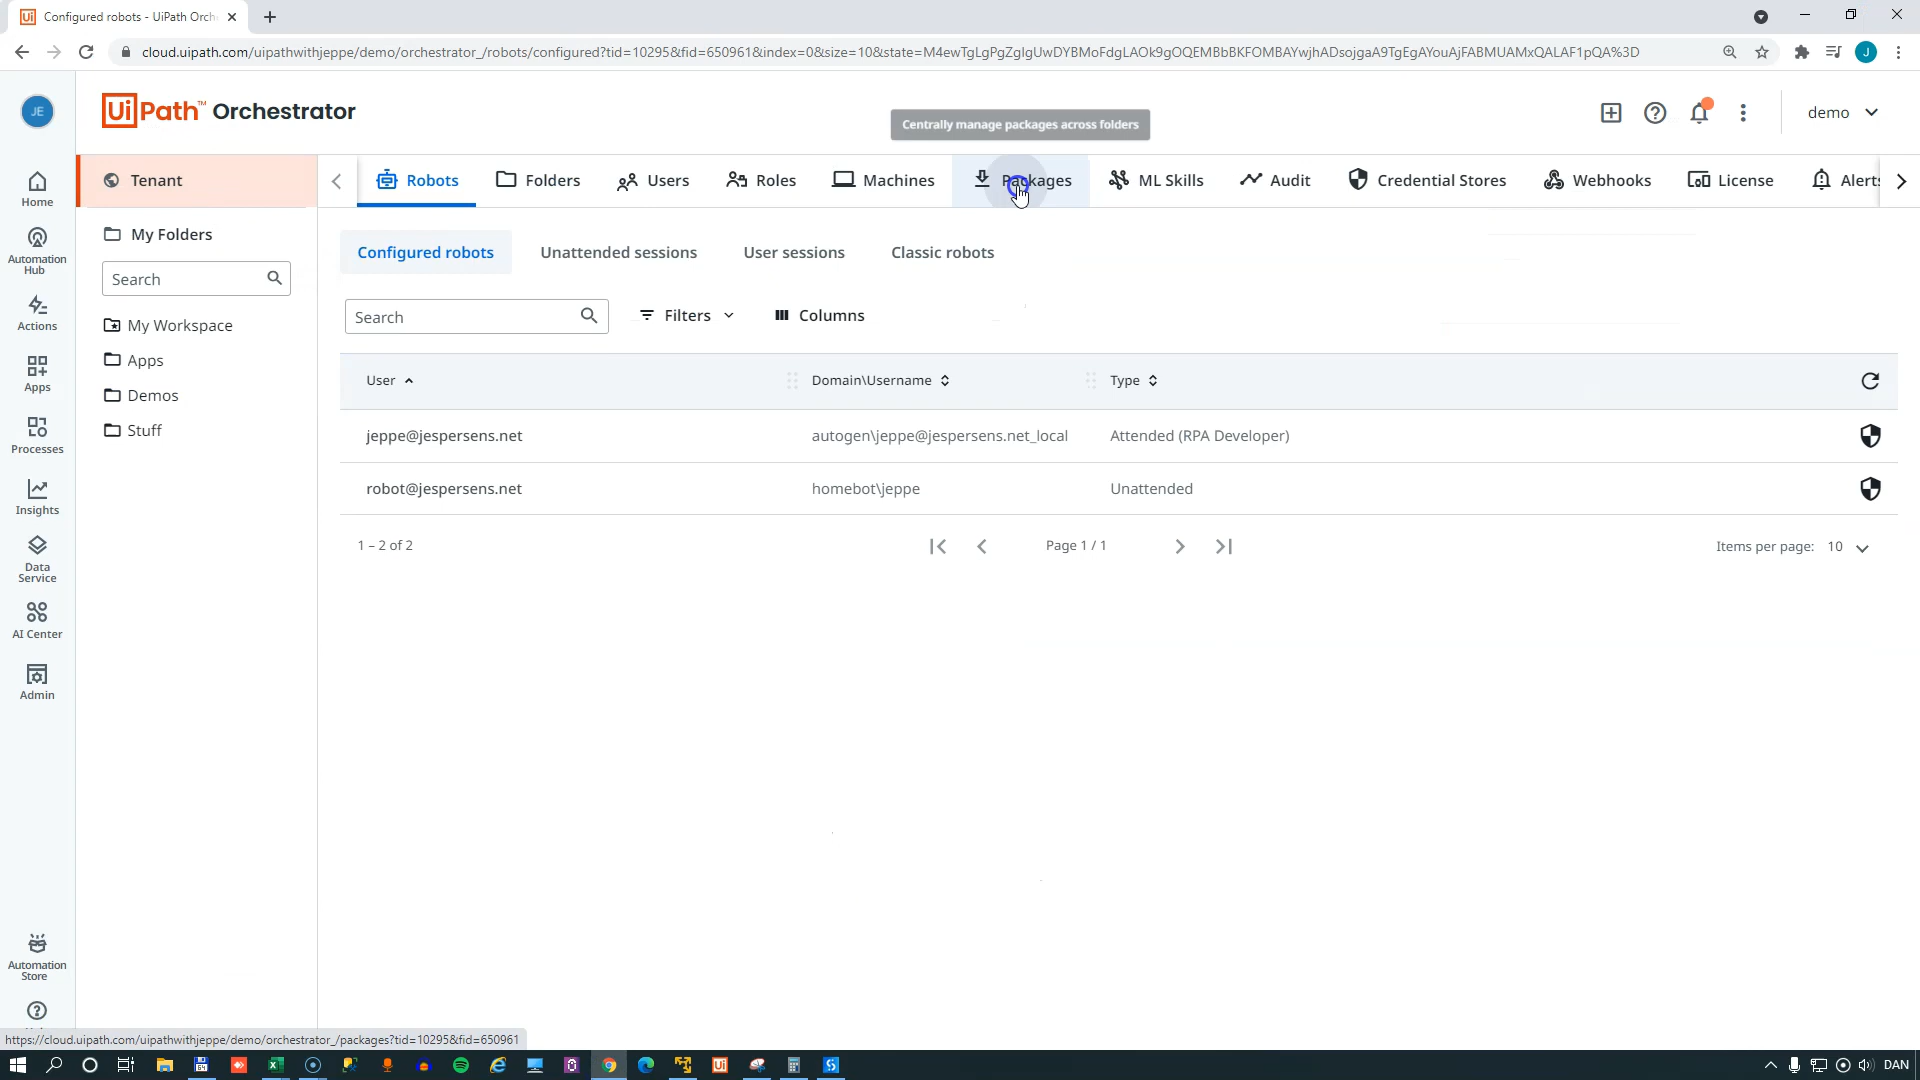 Configured robots - UiPath Orch
cloud.uipath.com/uipathwithjeppe/demo/orchestrator_/robots/configured?tid=10295&fid=650961&index=0&size=10&state=M4ewTgLgPgZgIgUwDYBMoFdgLAOk9gOQEMBbBKFOMBAYwjhADsojgaA9TgEgAYouAjFABMUAMxQALAF1pQA%3D
J
JE
UiPath™ Orchestrator
Centrally manage packages across folders
demo
Tenant
Robots
Folders
Users
Roles
Machines
Packages
ML Skills
Audit
Credential Stores
Webhooks
License
Alerts
Home
Automation
Hub
Actions
Apps
Processes
Insights
Data
Service
AI Center
Admin
Automation
Store
My Folders
Search
My Workspace
Apps
Demos
Stuff
Configured robots
Unattended sessions
User sessions
Classic robots
Search
Filters
Columns
User
Domain\Username
Type
jeppe@jespersens.net
autogen\jeppe@jespersens.net_local
Attended (RPA Developer)
robot@jespersens.net
homebot\jeppe
Unattended
1 – 2 of 2
Page 1 / 1
Items per page: 10
https://cloud.uipath.com/uipathwithjeppe/demo/orchestrator_/packages?tid=10295&fid=650961
DAN